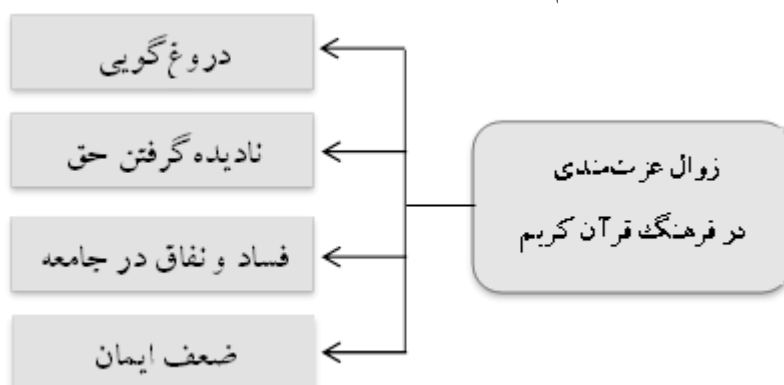 زوال عزت‌مندی
در فرهنگ قرآن کریم
دروغ‌گویی
نادیده گرفتن حق
فساد و نفاق در جامعه
ضعف ایمان